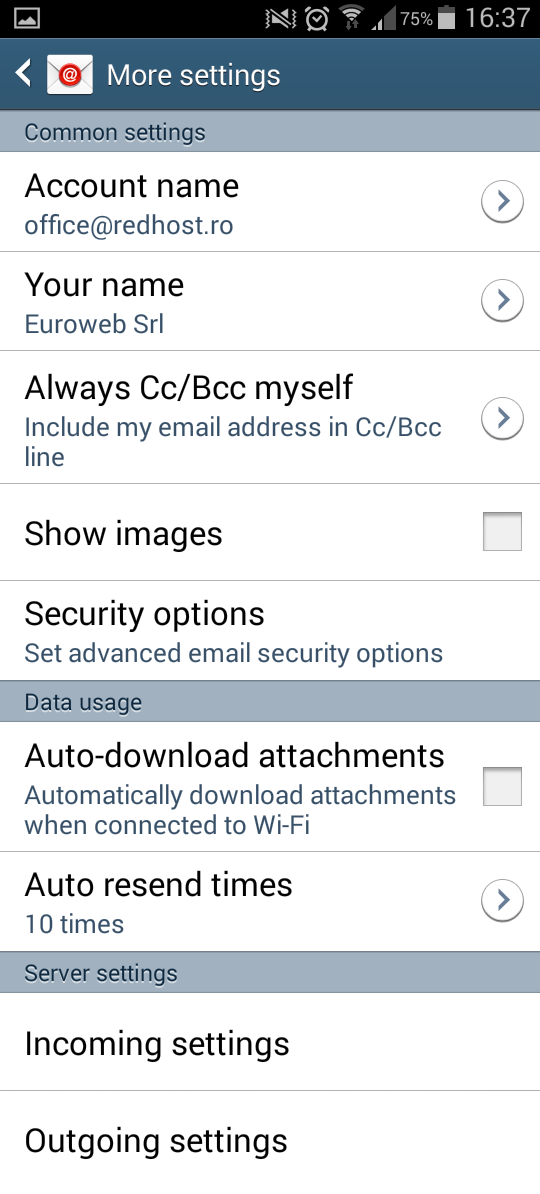 75% 16:37
@ More settings
Common settings
Account name
office@redhost.ro
Your name
Euroweb Srl
Always Cc/Bcc myself
Include my email address in Cc/Bcc
line
Show images
Security options
Set advanced email security options
Data usage
Auto-download attachments
Automatically download attachments
when connected to Wi-Fi
Auto resend times
10 times
Server settings
Incoming settings
Outgoing settings